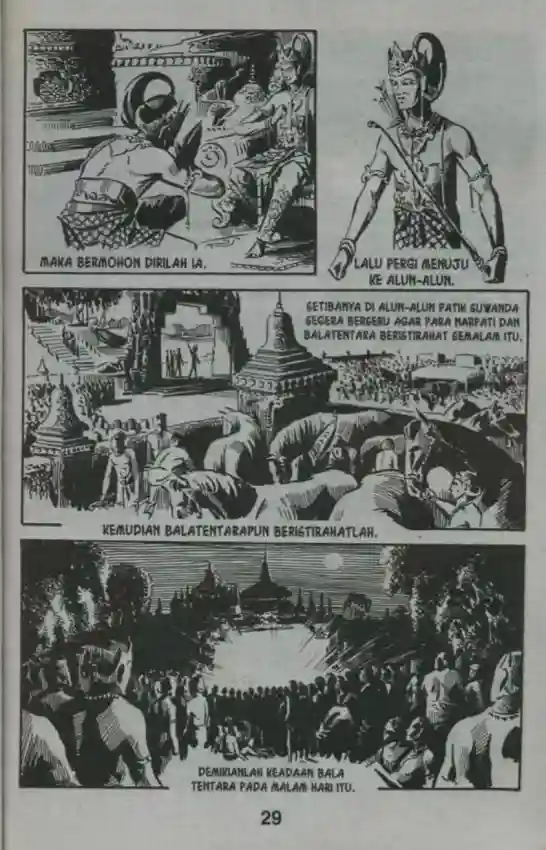 MAKA BERMOHON DIRILAH IA.
LALU PERGI MENUJU
KE ALUN-ALUN.
SETIBANYA DI ALUN-ALUN PATIH SUWANDA
SEGERA BERSERU AGAR PARA NARPATI DAN
BALATENTARA BERISTIRAHAT SEMALAM ITU.
KEMUDIAN BALATENTARAPUN BERISTIRAHATLAH.
DEMIKIANLAH KEADAAN BALA
TENTARA PADA MALAM HARI ITU.
29